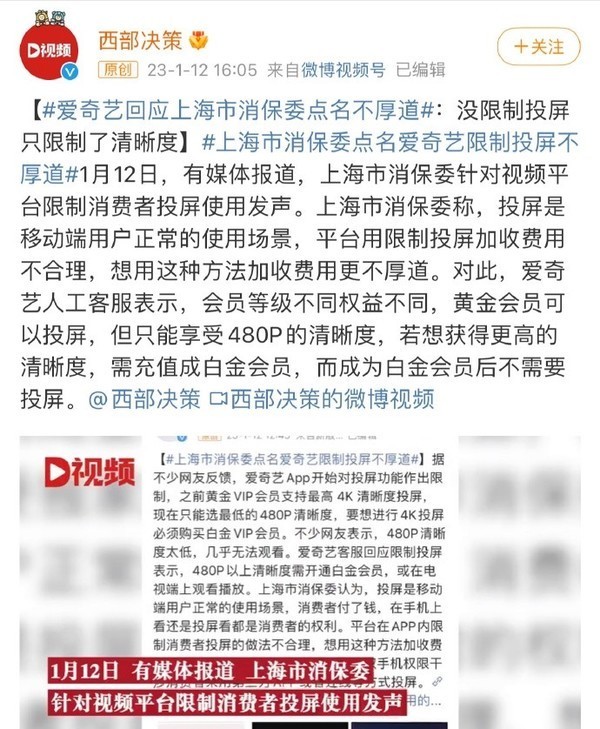 D视频
西部决策
+关注
原创 23-1-12 16:05 来自微博视频号 已编辑
【#爱奇艺回应上海市消保委点名不厚道#：没限制投屏
只限制了清晰度】#上海市消保委点名爱奇艺限制投屏不
厚道#1月12日，有媒体报道，上海市消保委针对视频平
台限制消费者投屏使用发声。上海市消保委称，投屏是
移动端用户正常的使用场景，平台用限制投屏加收费用
不合理，想用这种方法加收费用更不厚道。对此，爱奇
艺人工客服表示，会员等级不同权益不同，黄金会员可
以投屏，但只能享受480P的清晰度，若想获得更高的
清晰度，需充值成白金会员，而成为白金会员后不需要
投屏。@西部决策 西部决策的微博视频
D视频
【#上海市消保委点名爱奇艺限制投屏不厚道#】据
不少网友反馈，爱奇艺App开始对投屏功能作出限
制，之前黄金VIP会员支持最高4K清晰度投屏，
现在只能选最低的480P清晰度，要想进行4K投屏
必须购买白金VIP会员。不少网友表示，480P清晰
度太低，几乎无法观看。爱奇艺客服回应限制投屏
表示，480P以上清晰度需开通白金会员，或在电
视端上观看播放。上海市消保委认为，投屏是移动
端用户正常的使用场景，消费者付了钱，在手机上
看还是投屏看都是消费者的权利。平台在APP内限
制消费者投屏的做法不合理，想用这种方法加收费
手机权限干
方式投屏。
1月12日 有媒体报道 上海市消保委
针对视频平台限制消费者投屏使用发声